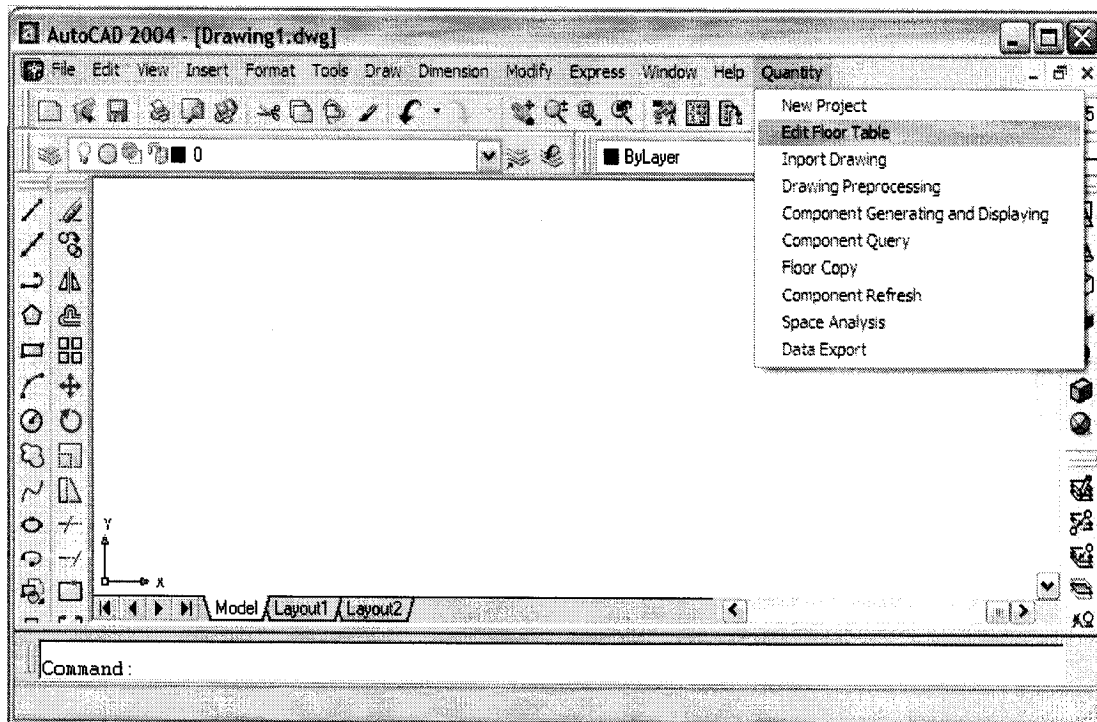 AutoCAD 2004 - [Drawing1.dwg]
File Edit View Insert Format Tools Draw Dimension Modify Express Window Help Quantity
New Project
5
Edit Floor Table
0 ByLayer
Inport Drawing
Drawing Preprocessing
Component Generating and Displaying
Component Query
Floor Copy
Component Refresh
Space Analysis
Data Export
Y
X
Model Layout1 Layout2
Command: